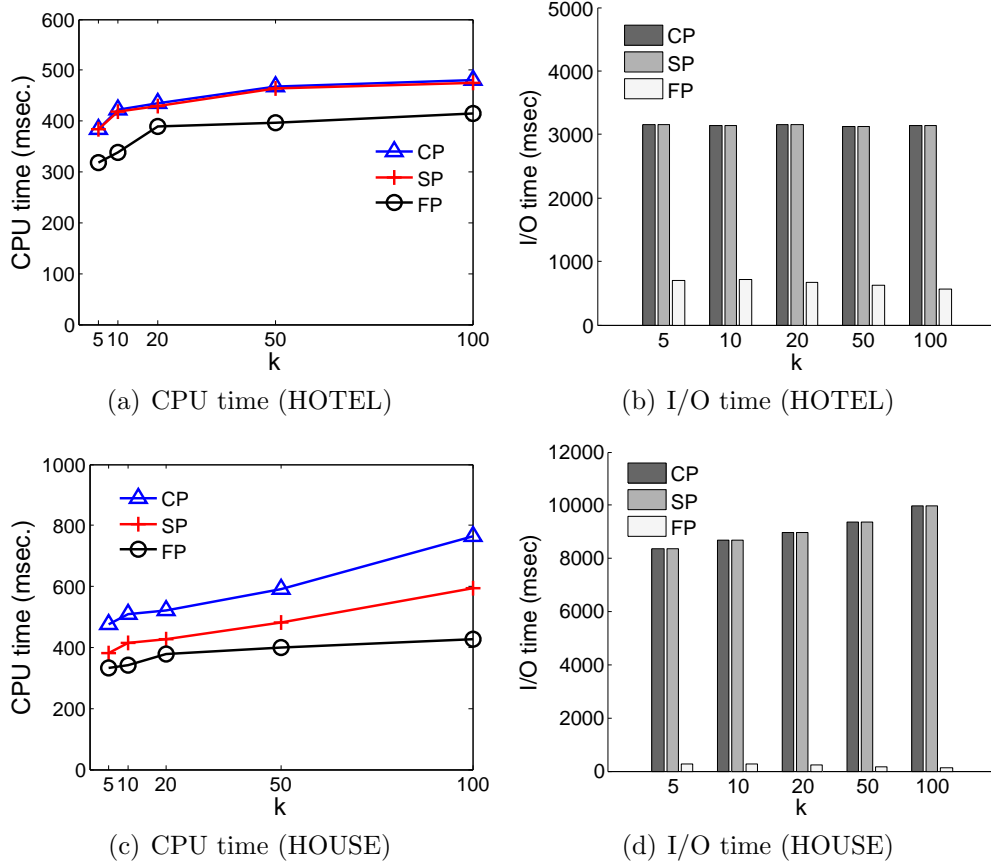 600
500
400
300
200
100
0
CPU time (msec.)
CP
SP
FP
5 10 20 50 100
k
(a) CPU time (HOTEL)
5000
4000
3000
2000
1000
0
I/O time (msec)
CP
SP
FP
5 10 20 50 100
k
(b) I/O time (HOTEL)
1000
800
600
400
200
0
CPU time (msec.)
CP
SP
FP
5 10 20 50 100
k
(c) CPU time (HOUSE)
12000
10000
8000
6000
4000
2000
0
I/O time (msec)
CP
SP
FP
5 10 20 50 100
k
(d) I/O time (HOUSE)